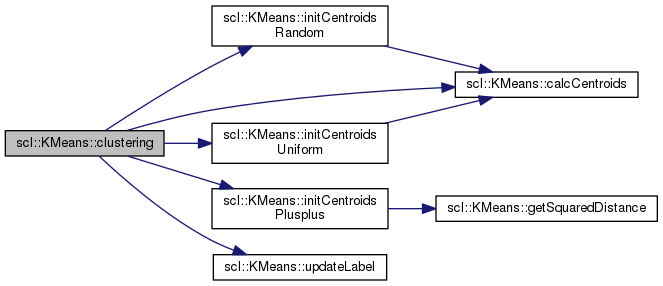 scl::KMeans::initCentroids
Random
scl::KMeans::calcCentroids
scl::KMeans::clustering
scl::KMeans::initCentroids
Uniform
scl::KMeans::initCentroids
Plusplus
scl::KMeans::getSquaredDistance
scl::KMeans::updateLabel